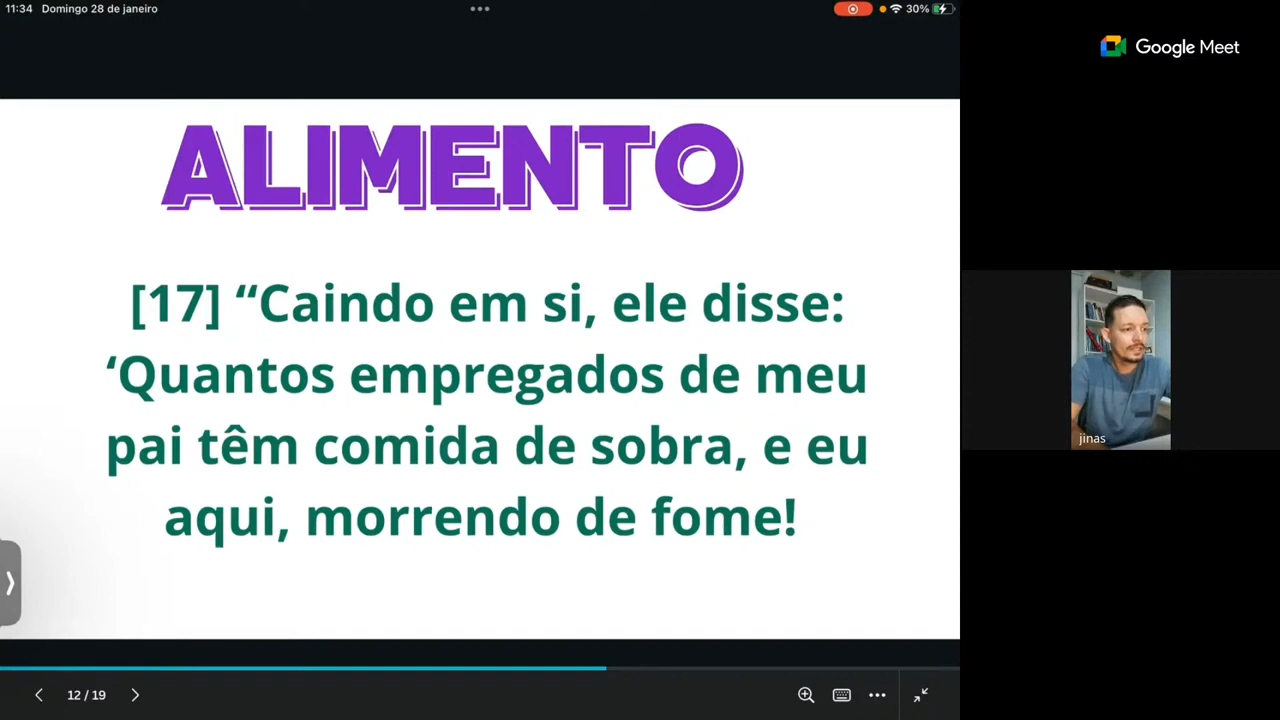 11:34 Domingo 28 de janeiro
30%
Google Meet
ALIMENTO
[17] “Caindo em si, ele disse:
‘Quantos empregados de meu
pai têm comida de sobra, e eu
aqui, morrendo de fome!
jinas
12 / 19